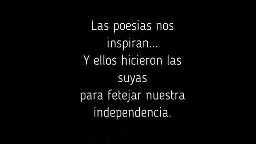 Las poesias nos
inspiran...
Y ellos hicieron las
suyas
para fetejar nuestra
independencia.